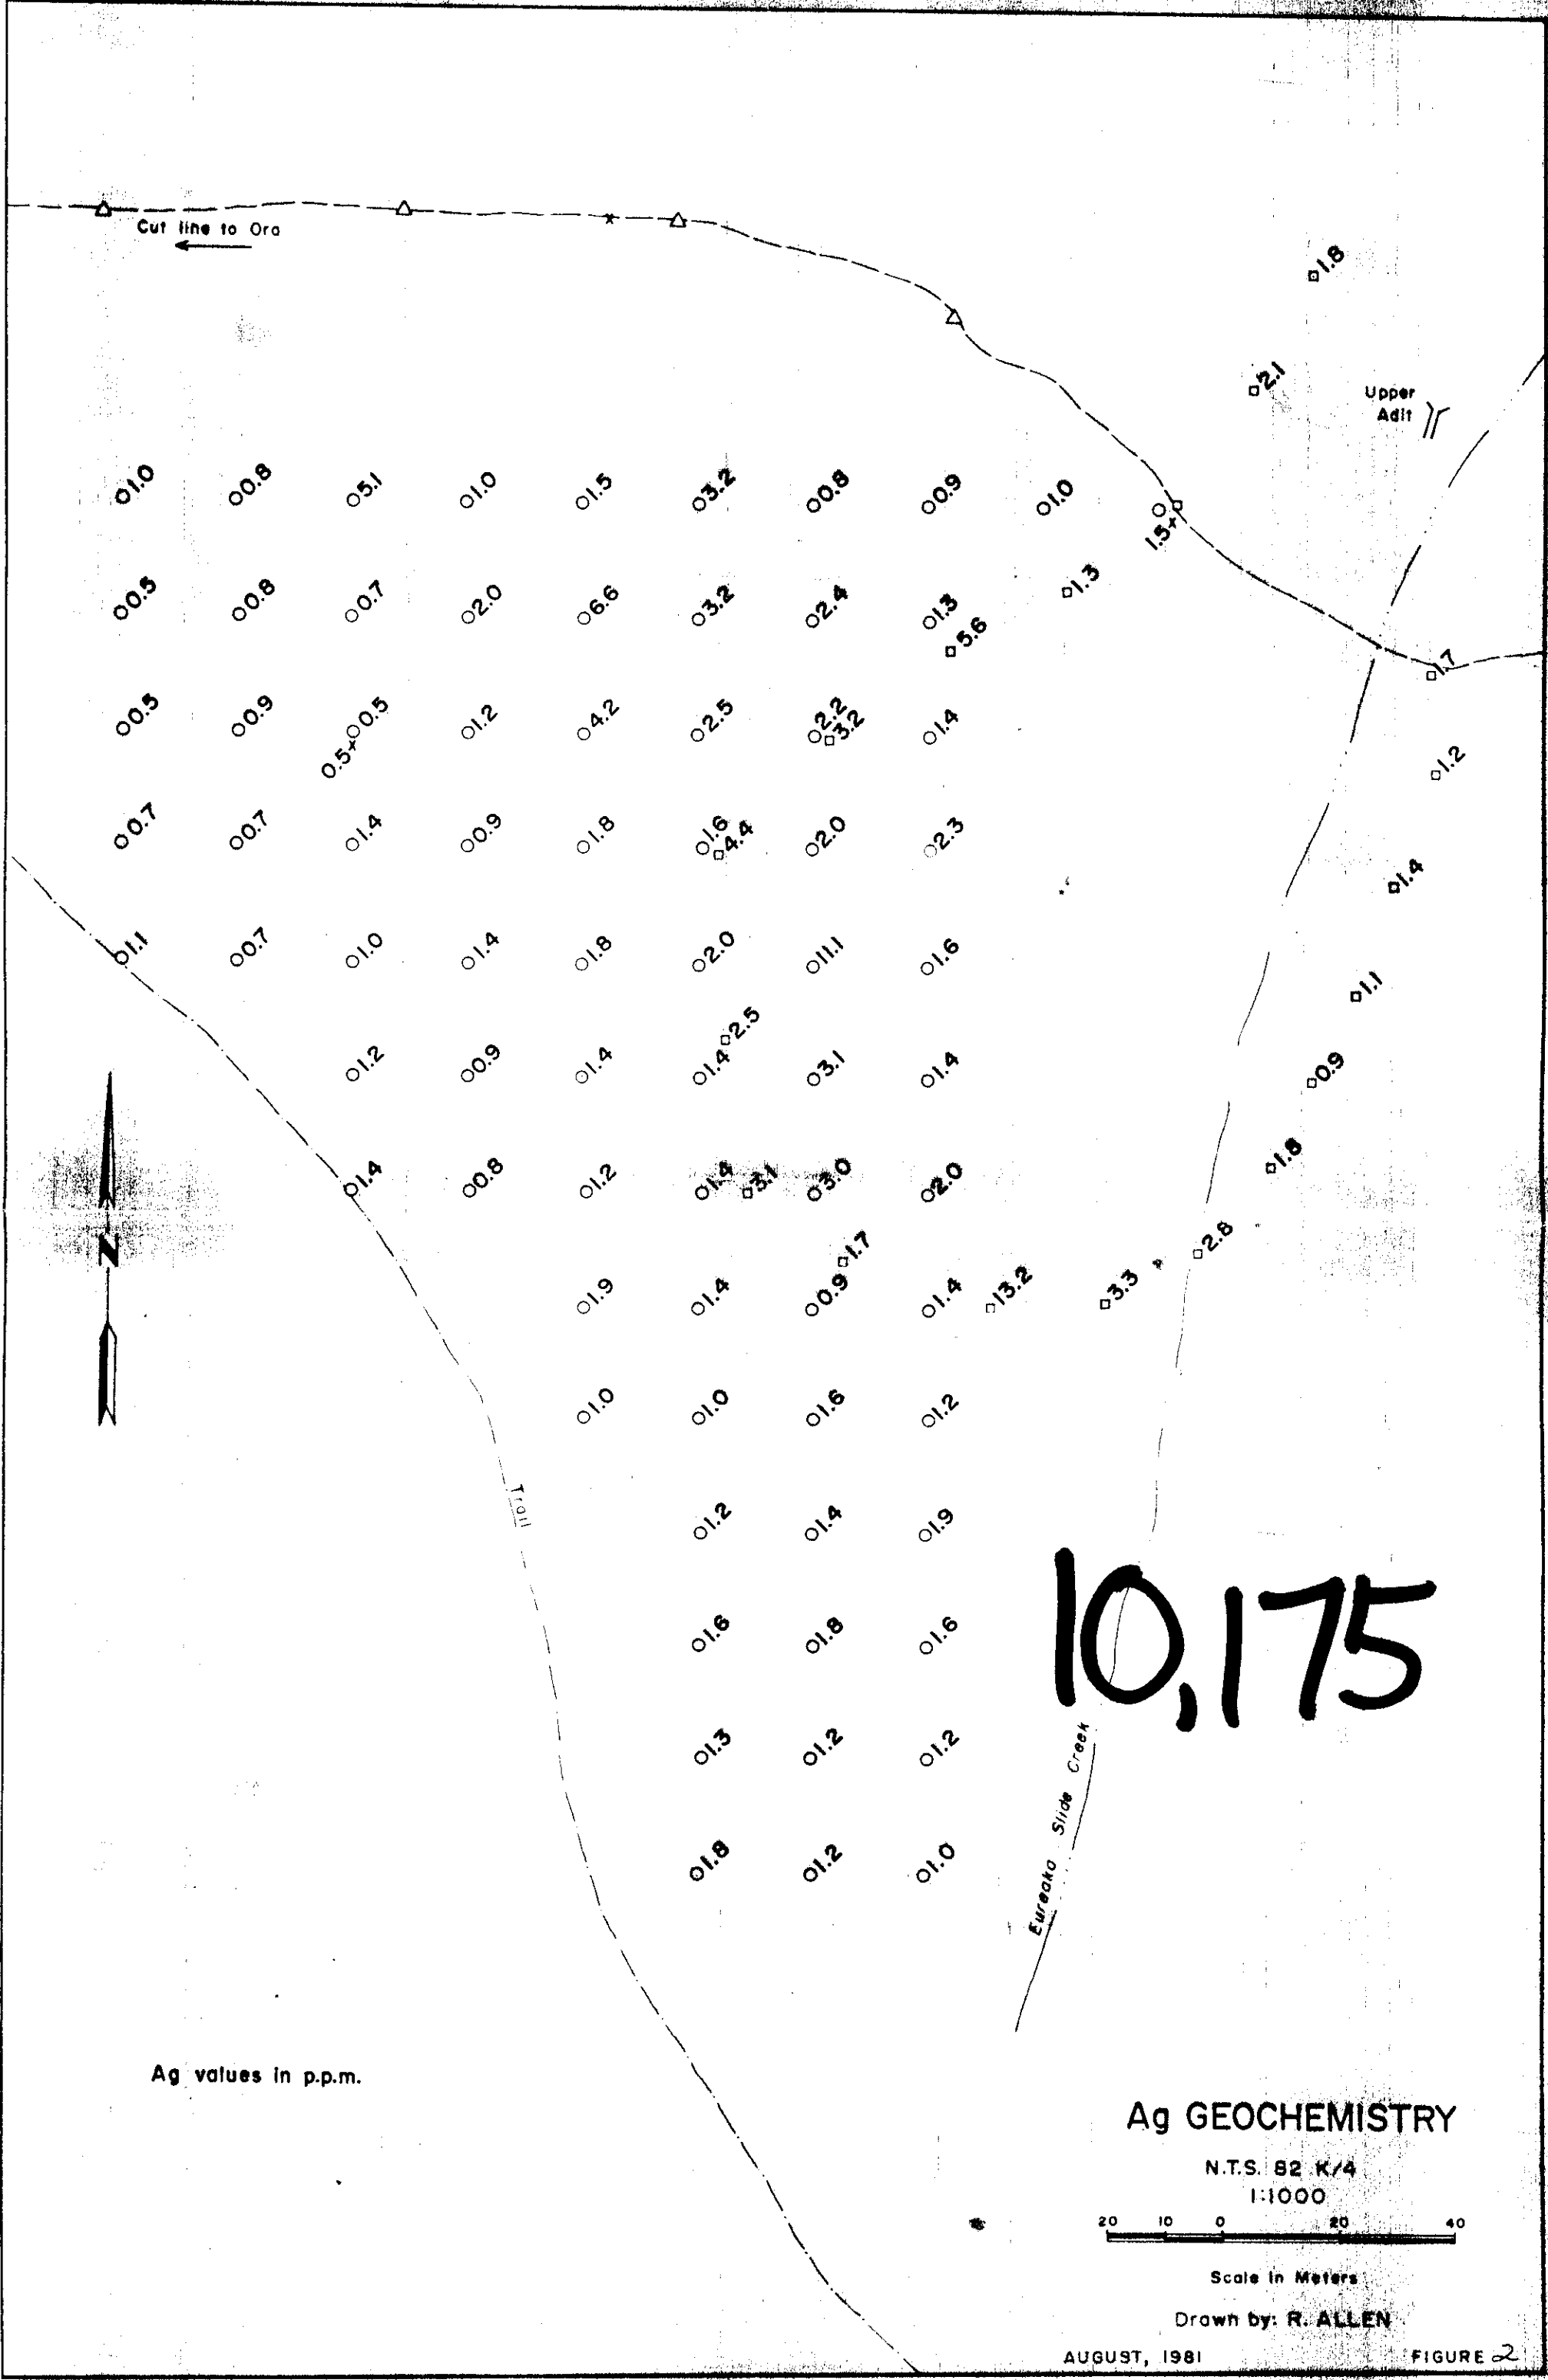 Cut line to Ora
1.8
2.1
Upper
Adit
1.0 0.8 5.1 1.0 1.5 3.2 0.8 0.9 1.0
1.5
0.5 0.8 0.7 2.0 6.6 3.2 2.4 1.3 1.3
5.6
1.7
0.5 0.9 0.5 1.2 4.2 2.5 2.2 3.2 1.4
0.5
1.2
0.7 0.7 1.4 0.9 1.8 1.6 4.4 2.0 2.3
1.4
1.1 0.7 1.0 1.4 1.8 2.0 11.1 1.6
1.1
2.5
1.2 0.9 1.4 1.4 3.1 1.4 0.9
1.4 0.8 1.2 1.4 3.1 3.0 2.0 1.8
N
1.7 2.8
1.9 1.4 0.9 1.4 13.2 3.3
1.0 1.0 1.6 1.2
Trail
1.2 1.4 1.9
10,175
1.6 1.8 1.6
1.3 1.2 1.2
1.8 1.2 1.0
Eureaka Slide Creek
Ag values in p.p.m.
Ag GEOCHEMISTRY
N.T.S. 82 K/4
1:1000
20 10 0 20 40
Scale in Meters
Drawn by: R. ALLEN
AUGUST, 1981 FIGURE 2